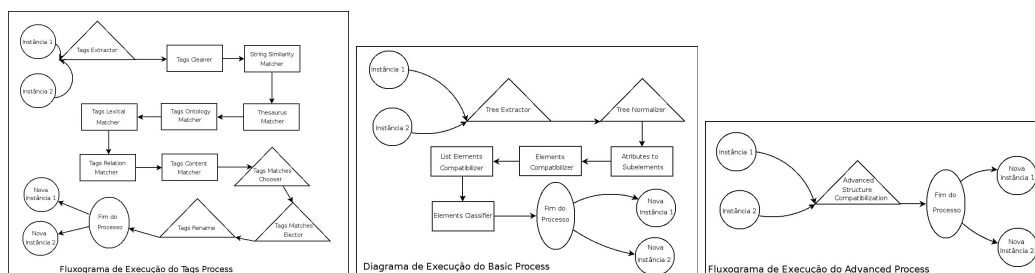 Instância 1
Tags Extractor
Tags Cleaner
String Similarity
Matcher
Instância 2
Tags Lexical
Matcher
Tags Ontology
Matcher
Thesaurus
Matcher
Tags Relation
Matcher
Tags Content
Matcher
Tags Matches
Chooser
Nova
Instância 1
Fim do
Processo
Tags Rename
Tags Matches
Elector
Nova
Instância 2
Fluxograma de Execução do Tags Process
Instância 1
Tree Extractor
Tree Normalizer
Instância 2
List Elements
Compatibilizer
Elements
Compatibilizer
Atributes to
Subelements
Elements Classifier
Fim do
Processo
Nova
Instância 1
Nova
Instância 2
Diagrama de Execução do Basic Process
Instância 1
Advanced
Structure
Compatibilization
Instância 2
Fim do
Processo
Nova
Instância 1
Nova
Instância 2
Fluxograma de Execução do Advanced Process